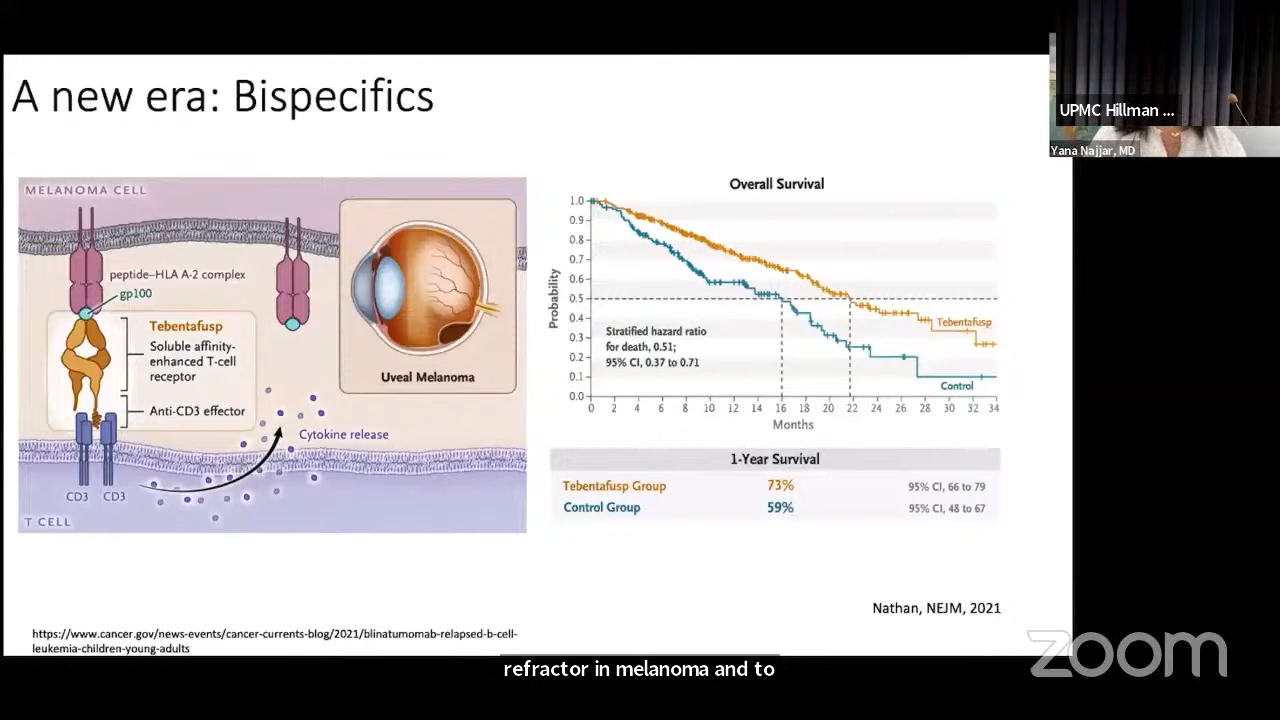 A new era: Bispecifics
UPMC Hillman ...
Yana Najjar, MD
MELANOMA CELL
peptide–HLA A-2 complex
gp100
Tebentafusp
Soluble affinity-
enhanced T-cell
receptor
Anti-CD3 effector
Cytokine release
CD3 CD3
T CELL
Uveal Melanoma
Overall Survival
Probability
1.0
0.9
0.8
0.7
0.6
0.5
0.4
0.3
0.2
0.1
0.0
Stratified hazard ratio
for death, 0.51;
95% CI, 0.37 to 0.71
Tebentafusp
Control
0 2 4 6 8 10 12 14 16 18 20 22 24 26 28 30 32 34
Months
1-Year Survival
Tebentafusp Group 73% 95% CI, 66 to 79
Control Group 59% 95% CI, 48 to 67
Nathan, NEJM, 2021
https://www.cancer.gov/news-events/cancer-currents-blog/2021/blinatumomab-relapsed-b-cell-
leukemia-children-young-adults
zoom
refractor in melanoma and to